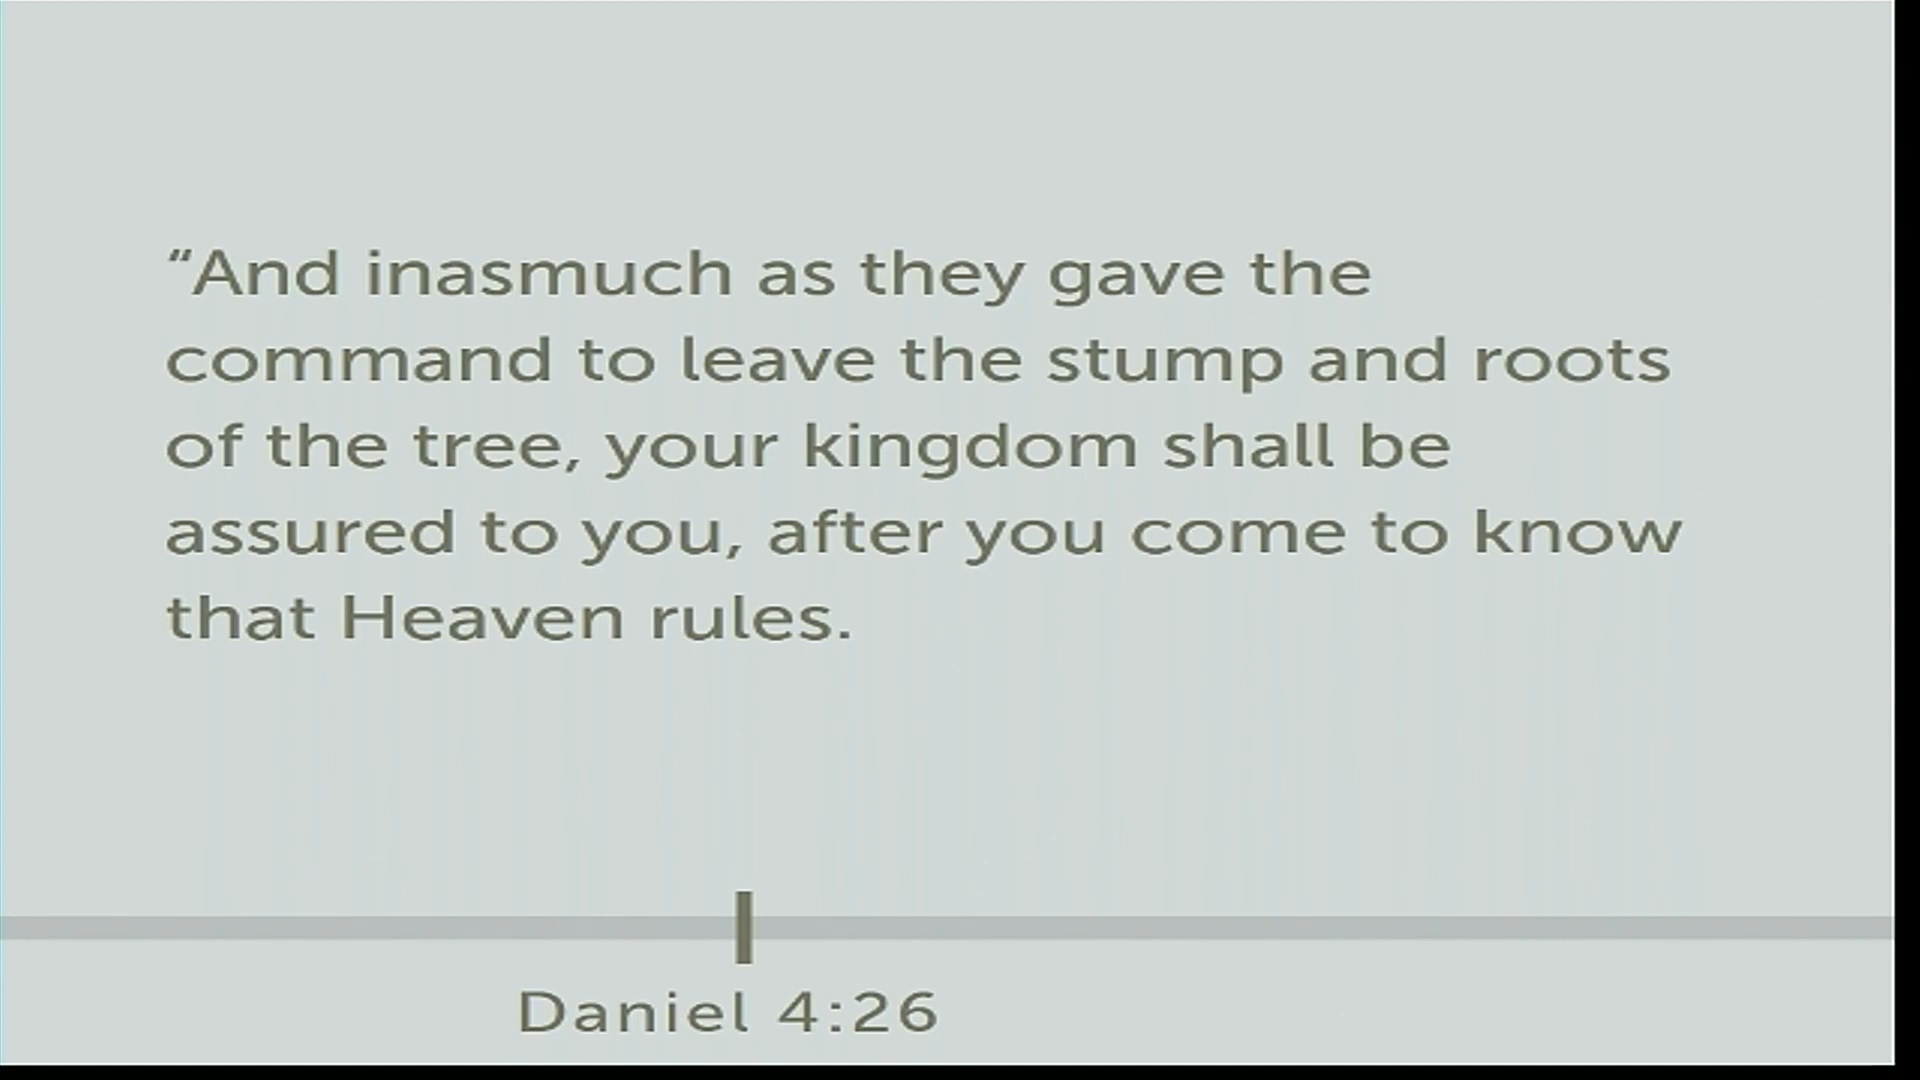 “And inasmuch as they gave the
command to leave the stump and roots
of the tree, your kingdom shall be
assured to you, after you come to know
that Heaven rules.
Daniel 4:26